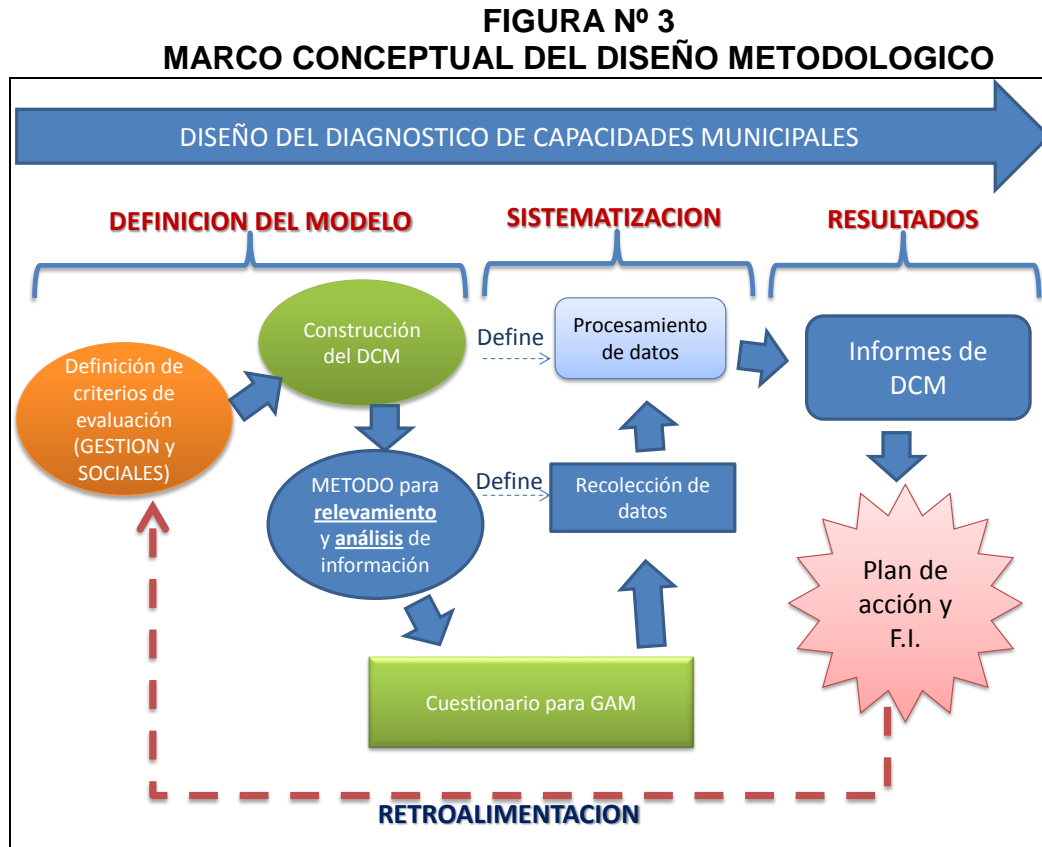 FIGURA Nº 3
MARCO CONCEPTUAL DEL DISEÑO METODOLOGICO
DISEÑO DEL DIAGNOSTICO DE CAPACIDADES MUNICIPALES
DEFINICION DEL MODELO
SISTEMATIZACION
RESULTADOS
Definición de
criterios de
evaluación
(GESTION y
SOCIALES)
Construcción
del DCM
Define
Procesamiento
de datos
Informes de
DCM
METODO para
relevamiento
y análisis de
información
Define
Recolección de
datos
Cuestionario para GAM
Plan de
acción y
F.I.
RETROALIMENTACION